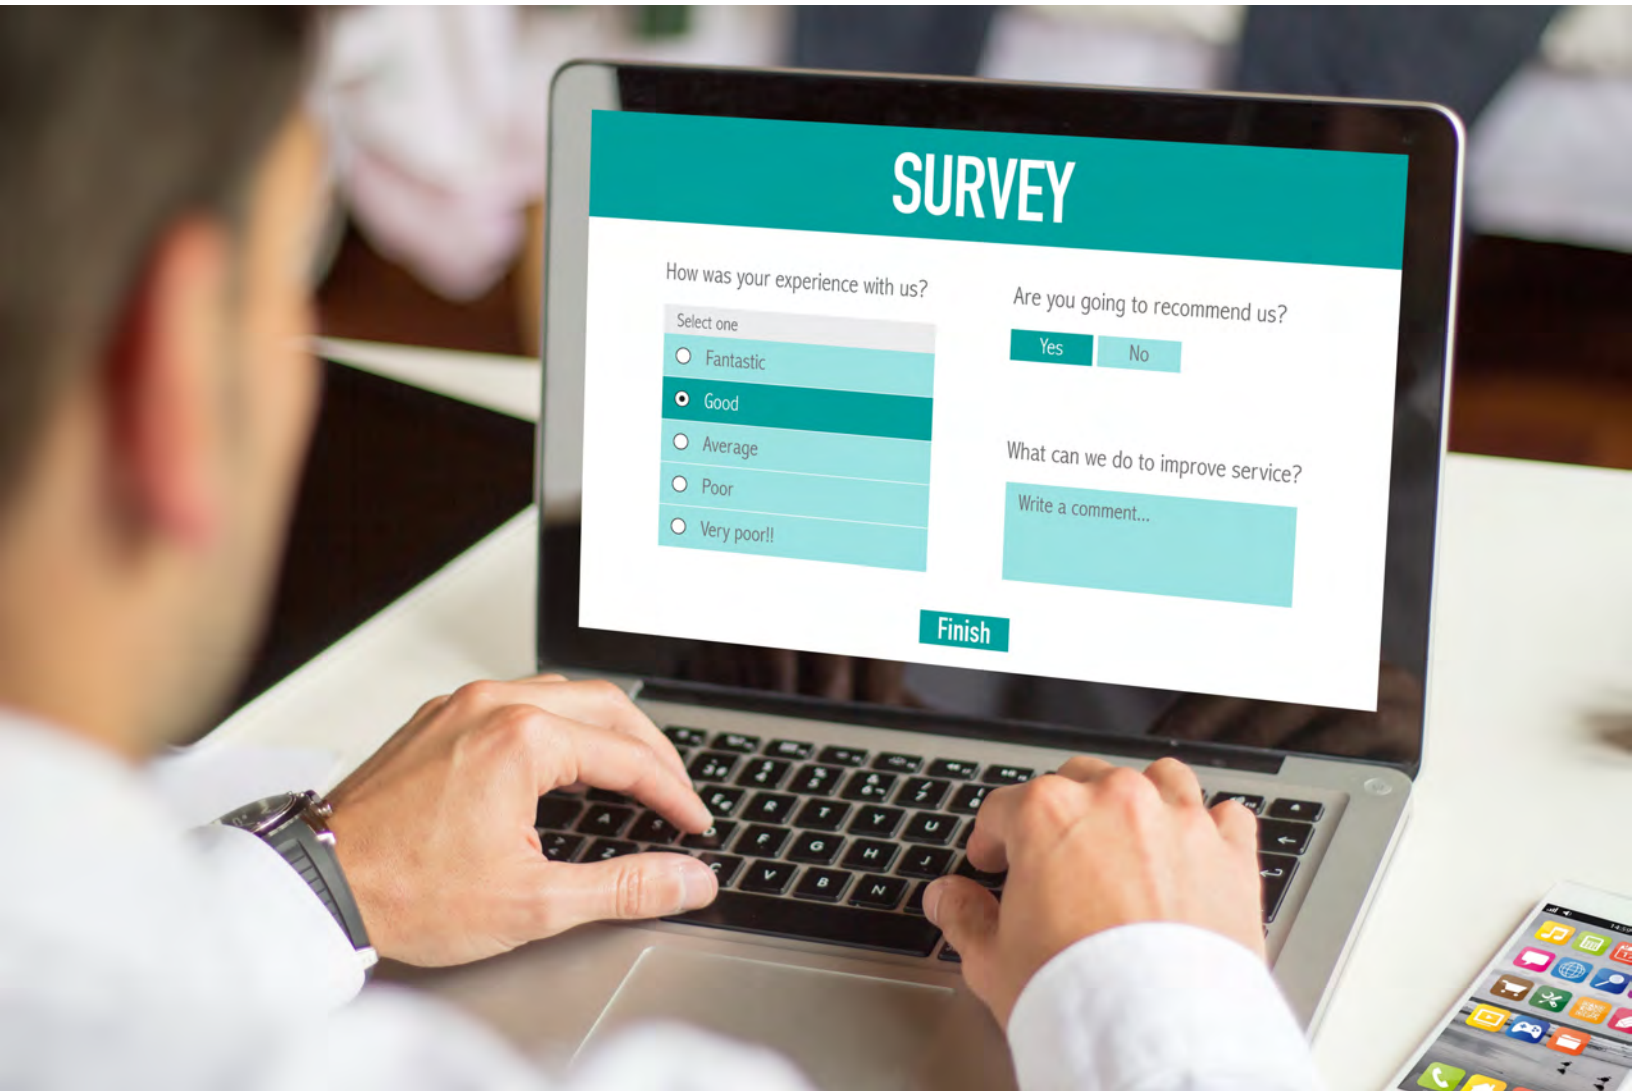 SURVEY
How was your experience with us?
Select one
Fantastic
Good
Average
Poor
Very poor!!
Are you going to recommend us?
Yes No
What can we do to improve service?
Write a comment...
Finish
R T Y U
A S D F G H J
Z C V B N